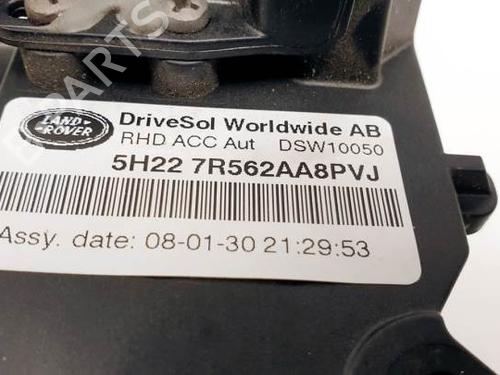 B-PARTS
LAND-
ROVER
DriveSol Worldwide AB
RHD ACC Aut DSW10050
5H22 7R562AA8PVJ
Assy. date: 08-01-30 21:29:53